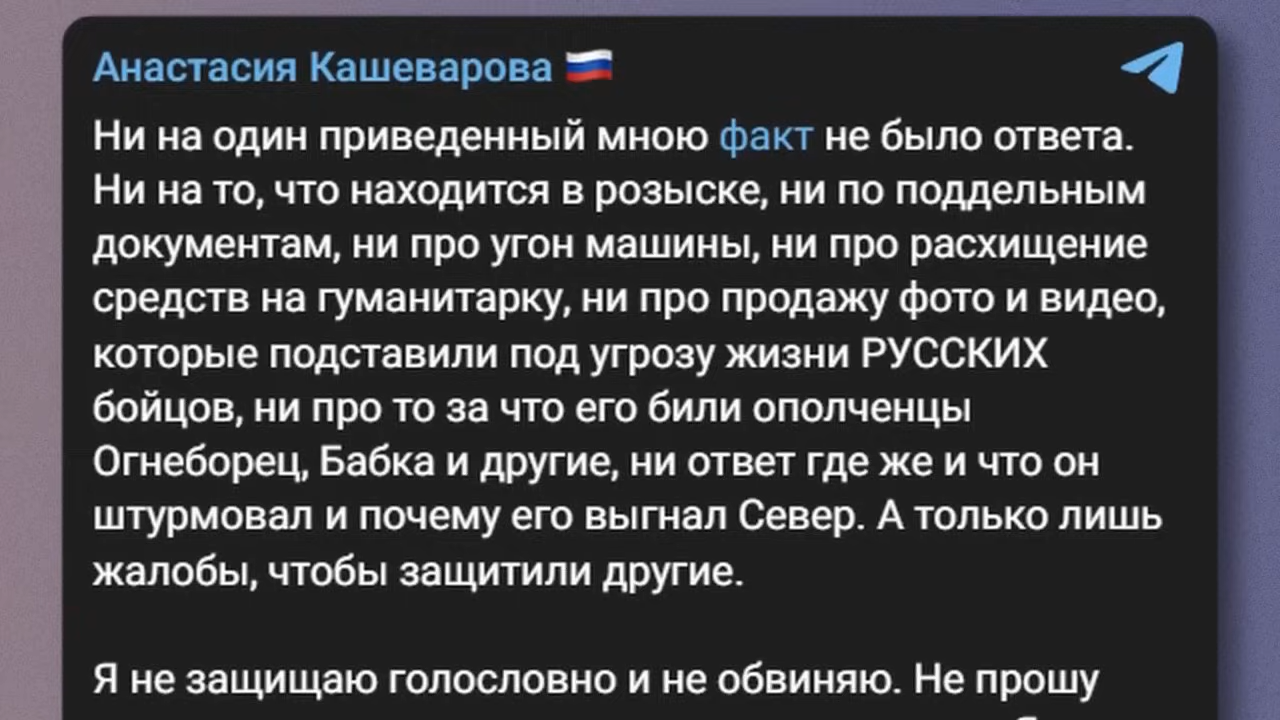 Анастасия Кашеварова 🇷🇺
Ни на один приведенный мною факт не было ответа.
Ни на то, что находится в розыске, ни по поддельным
документам, ни про угон машины, ни про расхищение
средств на гуманитарку, ни про продажу фото и видео,
которые подставили под угрозу жизни РУССКИХ
бойцов, ни про то за что его били ополченцы
Огнеборец, Бабка и другие, ни ответ где же и что он
штурмовал и почему его выгнал Север. А только лишь
жалобы, чтобы защитили другие.
Я не защищаю голословно и не обвиняю. Не прошу